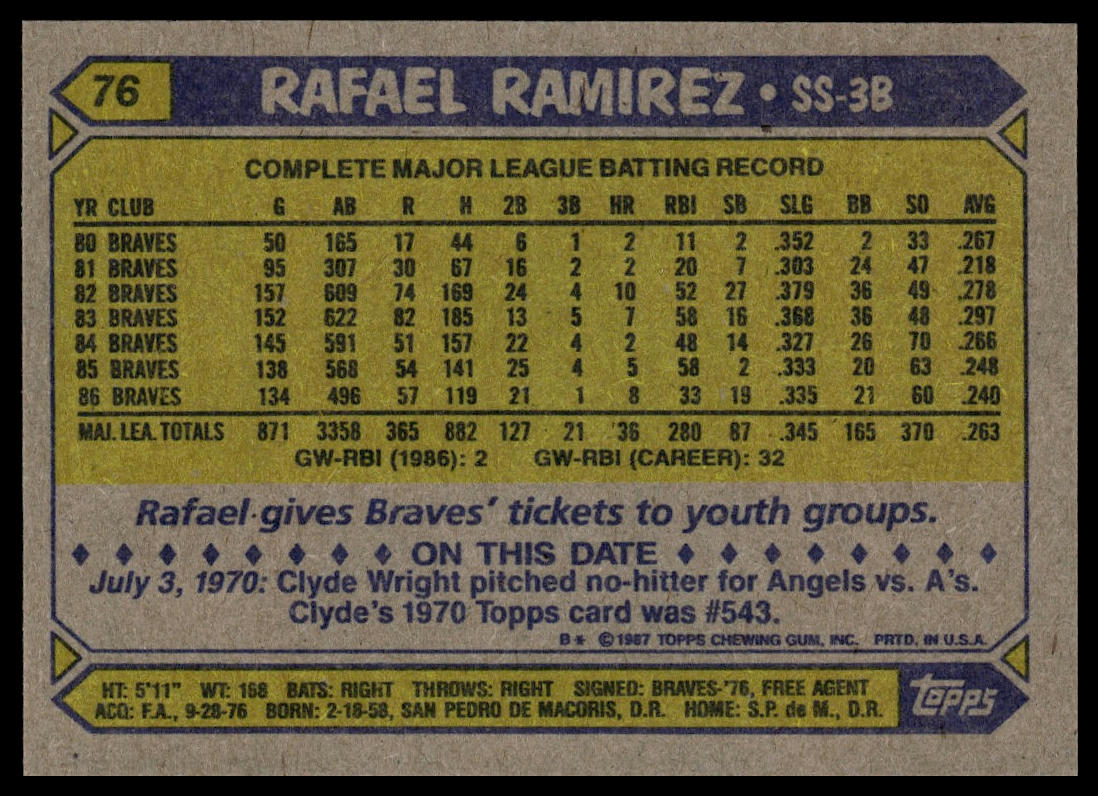 76 RAFAEL RAMIREZ • SS-3B
COMPLETE MAJOR LEAGUE BATTING RECORD
YR CLUB G AB R H 2B 3B HR RBI SB SLG BB SO AVG
80 BRAVES 50 165 17 44 6 1 2 11 2 .352 2 33 .267
81 BRAVES 95 307 30 67 16 2 2 20 7 .303 24 47 .218
82 BRAVES 157 609 74 169 24 4 10 52 27 .379 36 49 .278
83 BRAVES 152 622 82 185 13 5 7 58 16 .368 36 48 .297
84 BRAVES 145 591 51 157 22 4 2 48 14 .327 26 70 .266
85 BRAVES 138 568 54 141 25 4 5 58 2 .333 20 63 .248
86 BRAVES 134 496 57 119 21 1 8 33 19 .335 21 60 .240
MAJ. LEA. TOTALS 871 3358 365 882 127 21 36 280 87 .345 165 370 .263
GW-RBI (1986): 2 GW-RBI (CAREER): 32
Rafael gives Braves' tickets to youth groups.
♦ ♦ ♦ ♦ ♦ ♦ ♦ ♦ ON THIS DATE ♦ ♦ ♦ ♦ ♦ ♦ ♦ ♦
July 3, 1970: Clyde Wright pitched no-hitter for Angels vs. A's.
Clyde's 1970 Topps card was #543.
B* ©1987 TOPPS CHEWING GUM, INC. PRTD. IN U.S.A.
HT: 5'11" WT: 168 BATS: RIGHT THROWS: RIGHT SIGNED: BRAVES-'76, FREE AGENT
ACQ: F.A., 9-28-76 BORN: 2-18-58, SAN PEDRO DE MACORIS, D.R. HOME: S.P. de M., D.R.
topps